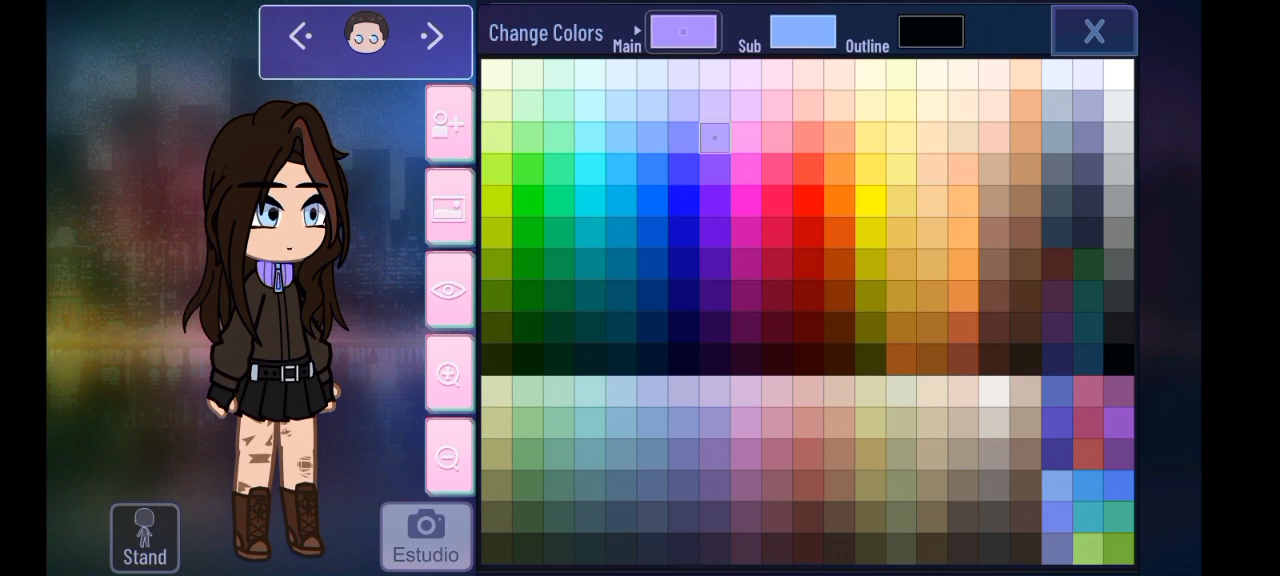 Change Colors
Main
Sub
Outline
X
Stand
Estudio